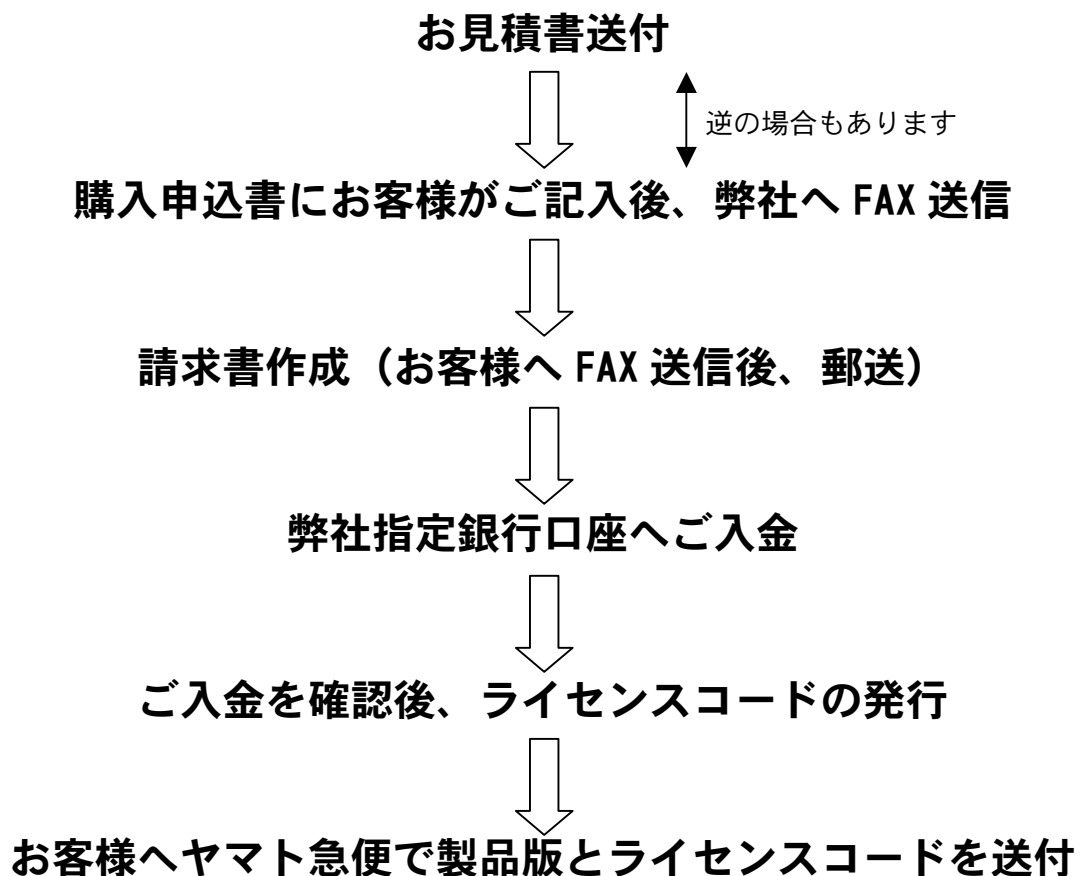 お見積書送付
逆の場合もあります
購入申込書にお客様がご記入後、弊社へ FAX 送信
請求書作成（お客様へ FAX 送信後、郵送）
弊社指定銀行口座へご入金
ご入金を確認後、ライセンスコードの発行
お客様へヤマト急便で製品版とライセンスコードを送付